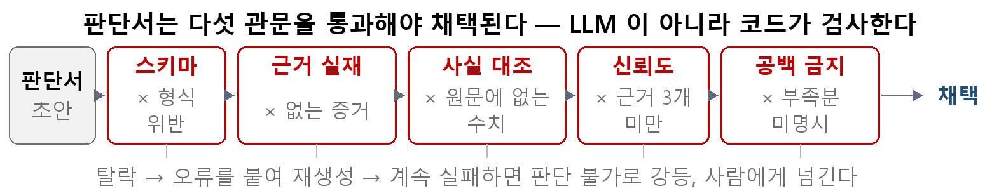 판단서는 다섯 관문을 통과해야 채택된다 — LLM 이 아니라 코드가 검사한다
판단서
초안
스키마
× 형식
위반
근거 실재
× 없는 증거
사실 대조
× 원문에 없는
수치
신뢰도
× 근거 3개
미만
공백 금지
× 부족분
미명시
채택
탈락 → 오류를 붙여 재생성 → 계속 실패하면 판단 불가로 강등, 사람에게 넘긴다